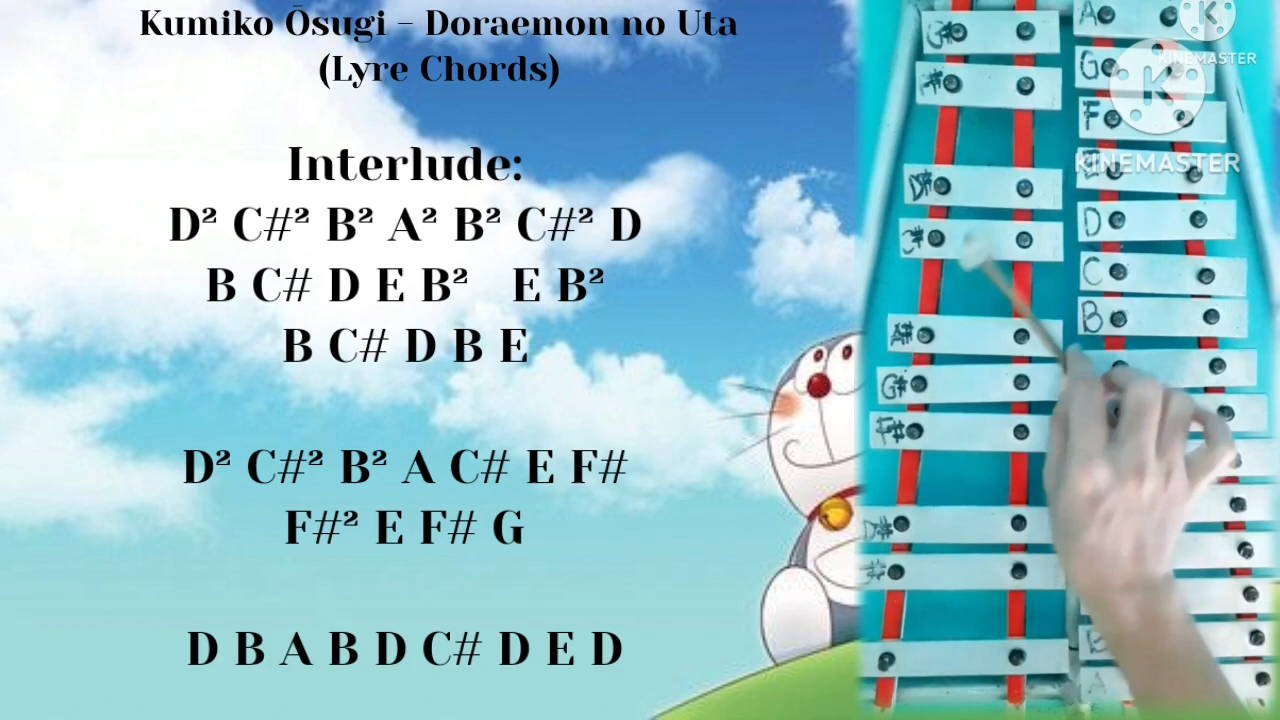 Kumiko Ōsugi - Doraemon no Uta
(Lyre Chords)
Interlude:
D² C#² B² A² B² C#² D
B C# D E B² E B²
B C# D B E
D² C#² B² A C# E F#
F#² E F# G
D B A B D C# D E D
A
G
F
D
C
B
G#
D#
A
K
KINEMASTER
K
KINEMASTER